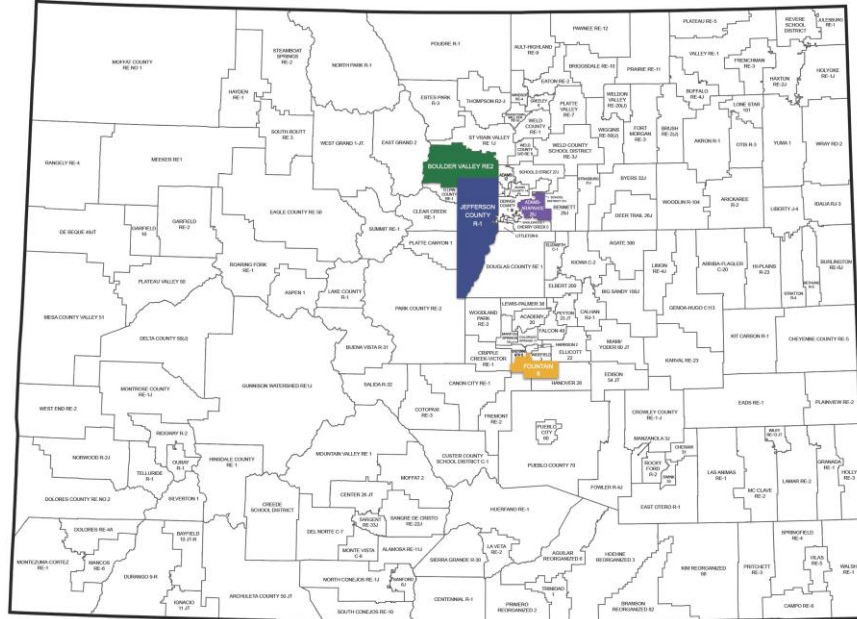 MOFFAT COUNTY
RE NO 1
STEAMBOAT
SPRINGS
RE-2
NORTH PARK R-1
POUDRE R-1
AULT-HIGHLAND
RE-9
PAWNEE RE-12
PLATEAU RE-5
REVERE
SCHOOL
DISTRICT
JULESBURG
RE-1
HAYDEN
RE-1
ESTES PARK
R-3
THOMPSON R2-J
EATON RE-2
BRIGGSDALE RE-10
PRAIRIE RE-11
VALLEY RE-1
FRENCHMAN
RE-3
BUFFALO
RE-4J
HAXTUN
RE-2J
HOLYOKE
RE-1J
SOUTH ROUTT
RE 3
WEST GRAND 1-JT.
EAST GRAND 2
ST VRAIN VALLEY
RE 1J
WELD
COUNTY
RE-1
PLATTE
VALLEY
RE-7
WELDON
VALLEY
RE-20(J)
WIGGINS
RE-50(J)
FORT
MORGAN
RE-3
BRUSH
RE-2(J)
LONE STAR
101
AKRON R-1
OTIS R-3
YUMA 1
WRAY RD-2
RANGELY RE-4
MEEKER RE1
BOULDER VALLEY RE2
WELD COUNTY
SCHOOL DISTRICT
RE-3J
JEFFERSON
COUNTY
R-1
ADAMS-
ARAPAHOE
28J
BENNETT
29J
BYERS 32J
DEER TRAIL 26J
WOODLIN R-104
ARICKAREE
R-2
LIBERTY J-4
IDALIA RJ-3
EAGLE COUNTY RE 50
SUMMIT RE-1
CLEAR CREEK
RE-1
PLATTE CANYON 1
CHERRY CREEK 5
LITTLETON 6
DE BEQUE 49JT
GARFIELD
16
GARFIELD
RE-2
ROARING FORK
RE-1
ASPEN 1
LAKE COUNTY
R-1
PARK COUNTY RE-2
DOUGLAS COUNTY RE 1
ELIZABETH
C-1
KIOWA C-2
ELBERT 200
AGATE 300
BIG SANDY 100J
LIMON
RE-4J
ARRIBA-FLAGLER
C-20
HI-PLAINS
R-23
STRATTON
R-4
BURLINGTON
RE-6J
PLATEAU VALLEY 50
MESA COUNTY VALLEY 51
DELTA COUNTY 50(J)
BUENA VISTA R-31
WOODLAND
PARK
RE-2
LEWIS-PALMER 38
ACADEMY
20
PEYTON
23 JT
FALCON 49
CALHAN
RJ-1
GENOA-HUGO C113
KIT CARSON R-1
CHEYENNE COUNTY RE-5
CRIPPLE
CREEK-VICTOR
RE-1
FOUNTAIN
8
ELLICOTT
22
MIAMI/
YODER 60 JT
HANOVER 28
EDISON
54 JT
KARVAL RE-23
MONTROSE COUNTY
RE-1J
GUNNISON WATERSHED RE1J
SALIDA R-32
COTOPAXI
RE-3
CANON CITY RE-1
FREMONT
RE-2
WEST END RE-2
PUEBLO
CITY
60
PUEBLO COUNTY 70
CROWLEY COUNTY
RE-1-J
EADS RE-1
PLAINVIEW RE-2
RIDGWAY R-2
OURAY
R-1
NORWOOD R-2J
TELLURIDE
R-1
HINSDALE COUNTY
RE 1
MOUNTAIN VALLEY RE 1
MOFFAT 2
CUSTER COUNTY
SCHOOL DISTRICT C-1
MANZANOLA 3J
ROCKY
FORD
R-2
FOWLER R-4J
EAST OTERO R-1
LAS ANIMAS
RE-1
MC CLAVE
RE-2
LAMAR RE-2
GRANADA
RE-1
HOLLY
RE-3
DOLORES COUNTY RE NO.2
SILVERTON 1
CREEDE
SCHOOL DISTRICT
CENTER 26 JT
DEL NORTE C-7
SARGENT
RE-33J
SANGRE DE CRISTO
RE-22J
HUERFANO RE-1
DOLORES RE-4A
MONTEZUMA CORTEZ
RE-1
MANCOS
RE-6
DURANGO 9-R
BAYFIELD
10 JT-R
IGNACIO
11 JT
ARCHULETA COUNTY 50 JT
MONTE VISTA
C-8
ALAMOSA RE-11J
NORTH CONEJOS RE-1J
SANFORD
6J
SOUTH CONEJOS RE-10
SIERRA GRANDE R-30
CENTENNIAL R-1
LA VETA
RE-2
AGUILAR
REORGANIZED 6
PRIMERO
REORGANIZED 2
TRINIDAD
1
HOEHNE
REORGANIZED 3
BRANSON
REORGANIZED 82
KIM REORGANIZED
88
PRITCHETT
RE-3
SPRINGFIELD
RE-4
VILAS
RE-5
WALSH
RE-1
CAMPO RE-6